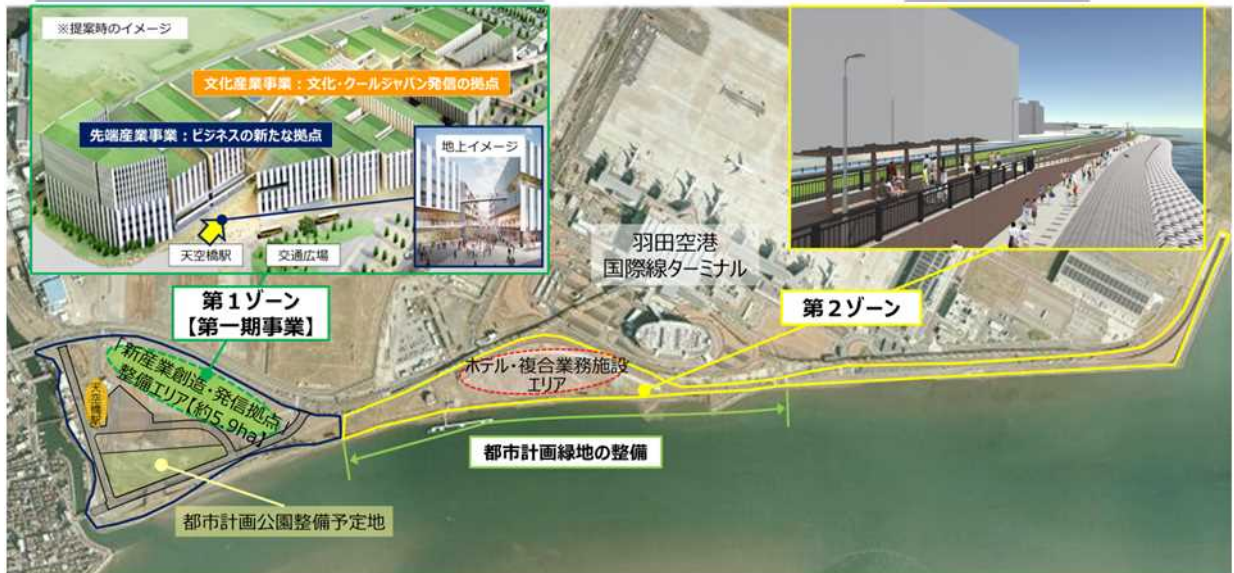 ※提案時のイメージ
文化産業事業：文化・クールジャパン発信の拠点
先端産業事業：ビジネスの新たな拠点
地上イメージ
天空橋駅
交通広場
羽田空港
国際線ターミナル
第１ゾーン
【第一期事業】
第２ゾーン
新産業創造・発信拠点
整備エリア【約5.9ha】
天空橋駅
ホテル・複合業務施設
エリア
都市計画緑地の整備
都市計画公園整備予定地